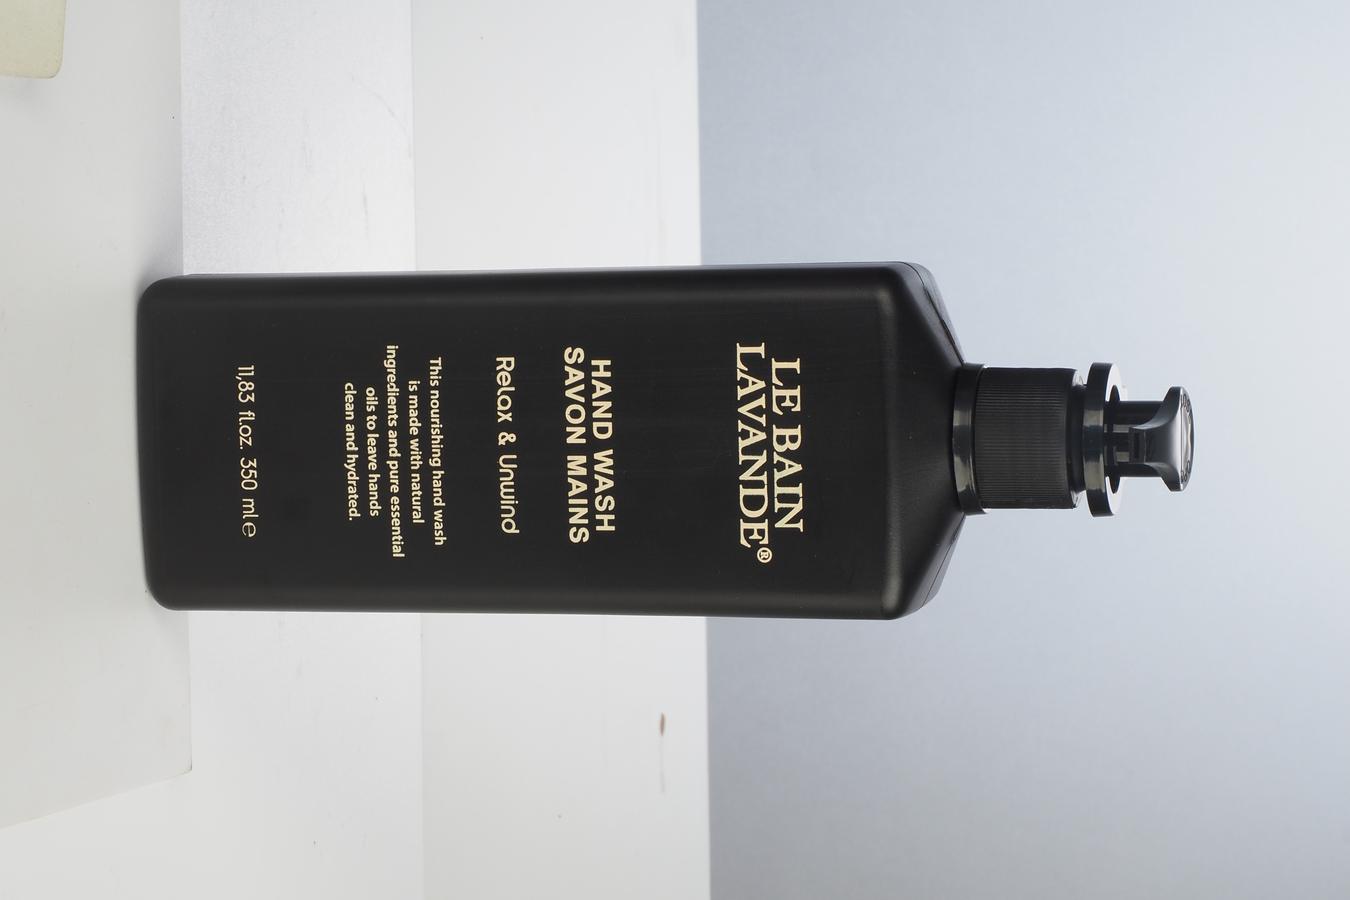 LE BAIN
LAVANDE®
HAND WASH
SAVON MAINS
Relax & Unwind
This nourishing hand wash
is made with natural
ingredients and pure essential
oils to leave hands
clean and hydrated.
11,83 fl.oz. 350 ml ℮